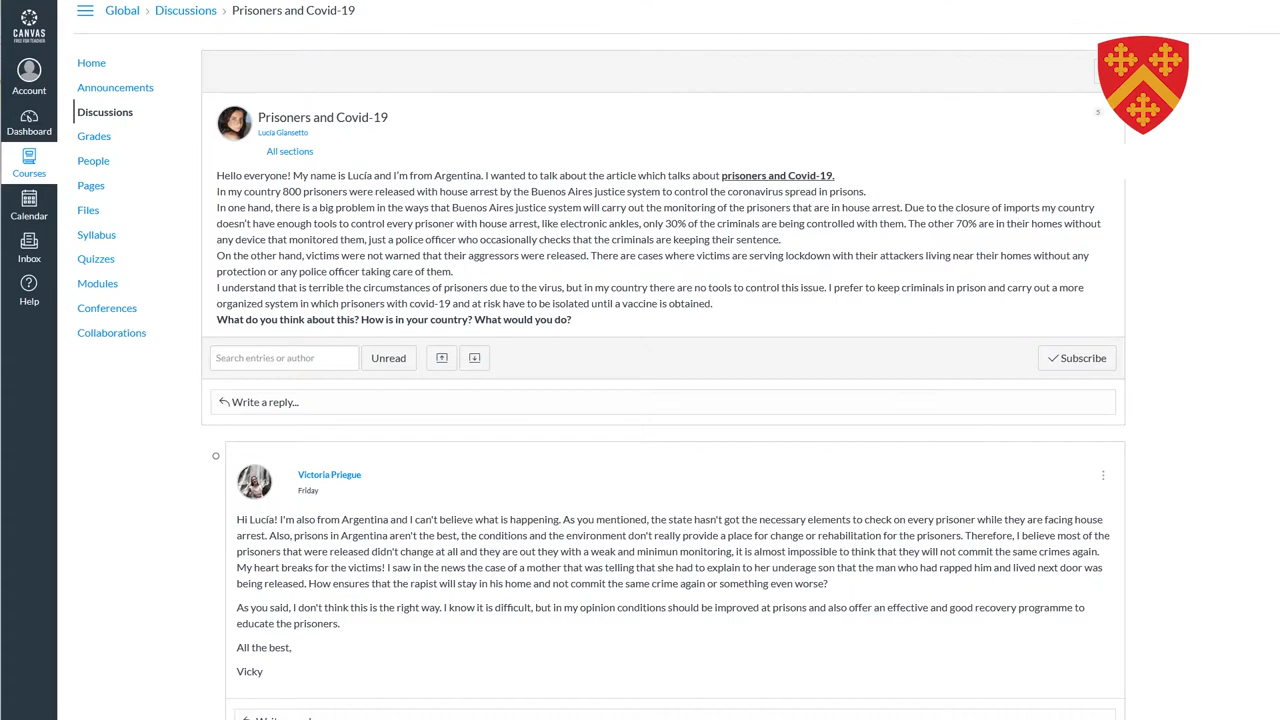 Global > Discussions > Prisoners and Covid-19
CANVAS
FREE FOR TEACHER
Account
Dashboard
Courses
Calendar
Inbox
Help
Home
Announcements
Discussions
Grades
People
Pages
Files
Syllabus
Quizzes
Modules
Conferences
Collaborations
5
Prisoners and Covid-19
Lucía Giansetto
All sections
Hello everyone! My name is Lucía and I'm from Argentina. I wanted to talk about the article which talks about prisoners and Covid-19.
In my country 800 prisoners were released with house arrest by the Buenos Aires justice system to control the coronavirus spread in prisons.
In one hand, there is a big problem in the ways that Buenos Aires justice system will carry out the monitoring of the prisoners that are in house arrest. Due to the closure of imports my country
doesn't have enough tools to control every prisoner with house arrest, like electronic ankles, only 30% of the criminals are being controlled with them. The other 70% are in their homes without
any device that monitored them, just a police officer who occasionally checks that the criminals are keeping their sentence.
On the other hand, victims were not warned that their aggressors were released. There are cases where victims are serving lockdown with their attackers living near their homes without any
protection or any police officer taking care of them.
I understand that is terrible the circumstances of prisoners due to the virus, but in my country there are no tools to control this issue. I prefer to keep criminals in prison and carry out a more
organized system in which prisoners with covid-19 and at risk have to be isolated until a vaccine is obtained.
What do you think about this? How is in your country? What would you do?
Search entries or author
Unread
Subscribe
Write a reply...
Victoria Priegue
Friday
Hi Lucía! I'm also from Argentina and I can't believe what is happening. As you mentioned, the state hasn't got the necessary elements to check on every prisoner while they are facing house
arrest. Also, prisons in Argentina aren't the best, the conditions and the environment don't really provide a place for change or rehabilitation for the prisoners. Therefore, I believe most of the
prisoners that were released didn't change at all and they are out they with a weak and minimun monitoring, it is almost impossible to think that they will not commit the same crimes again.
My heart breaks for the victims! I saw in the news the case of a mother that was telling that she had to explain to her underage son that the man who had rapped him and lived next door was
being released. How ensures that the rapist will stay in his home and not commit the same crime again or something even worse?
As you said, I don't think this is the right way. I know it is difficult, but in my opinion conditions should be improved at prisons and also offer an effective and good recovery programme to
educate the prisoners.
All the best,
Vicky